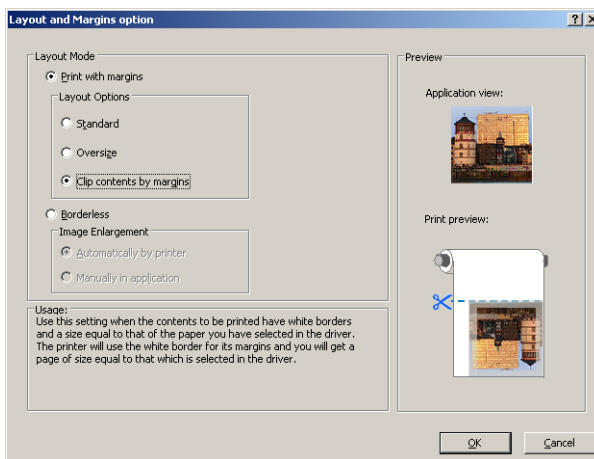 Layout and Margins option
Layout Mode
Print with margins
Layout Options
Standard
Oversize
Clip contents by margins
Borderless
Image Enlargement
Automatically by printer
Manually in application
Usage:
Use this setting when the contents to be printed have white borders
and a size equal to that of the paper you have selected in the driver.
The printer will use the white border for its margins and you will get a
page of size equal to that which is selected in the driver.
Preview
Application view:
Print preview:
OK
Cancel